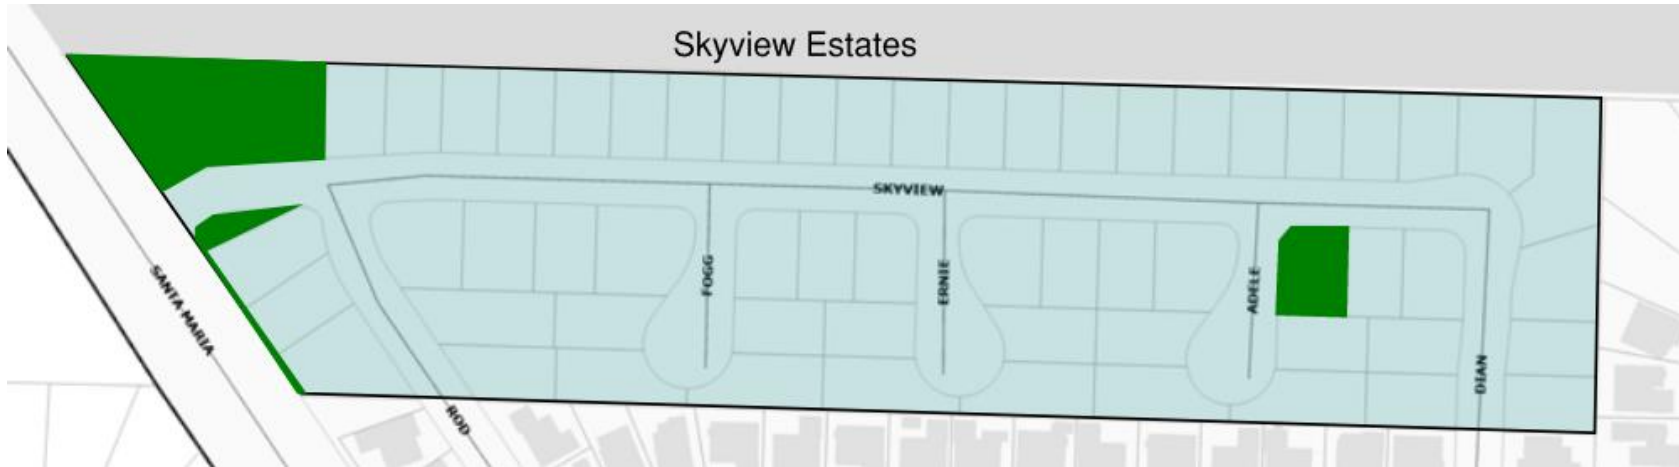 Skyview Estates
SKYVIEW
SANTA MARIA
FOGG
ERNIE
ADELE
DIAN
ROD